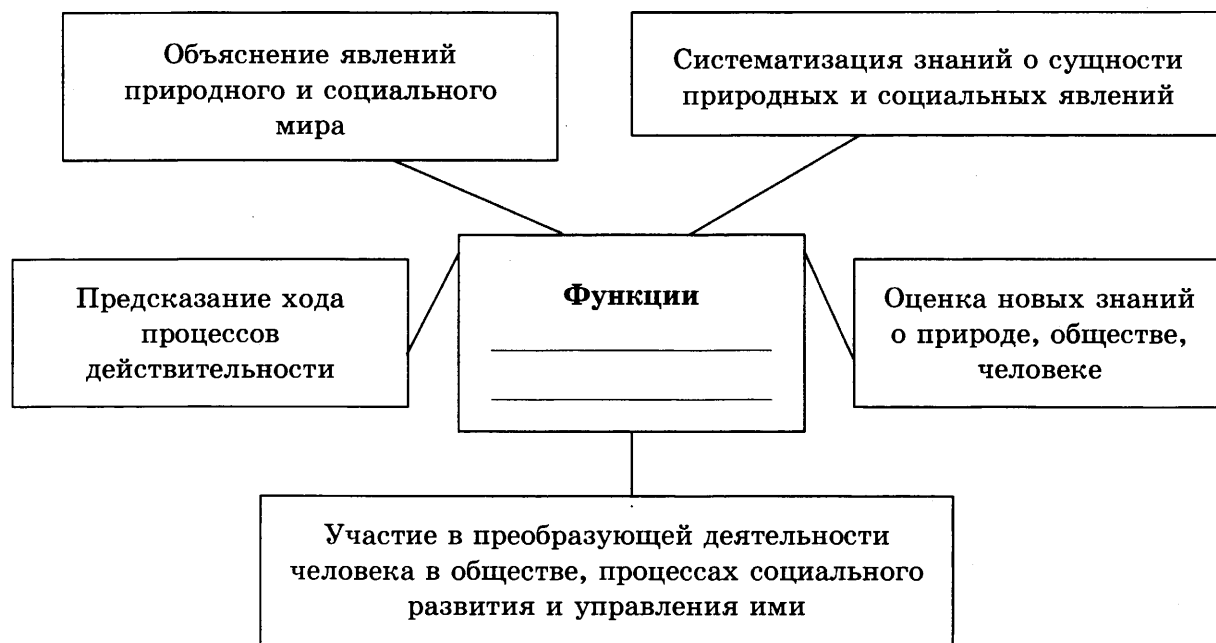 Объяснение явлений
природного и социального
мира
Систематизация знаний о сущности
природных и социальных явлений
Предсказание хода
процессов
действительности
Функции
Оценка новых знаний
о природе, обществе,
человеке
Участие в преобразующей деятельности
человека в обществе, процессах социального
развития и управления ими